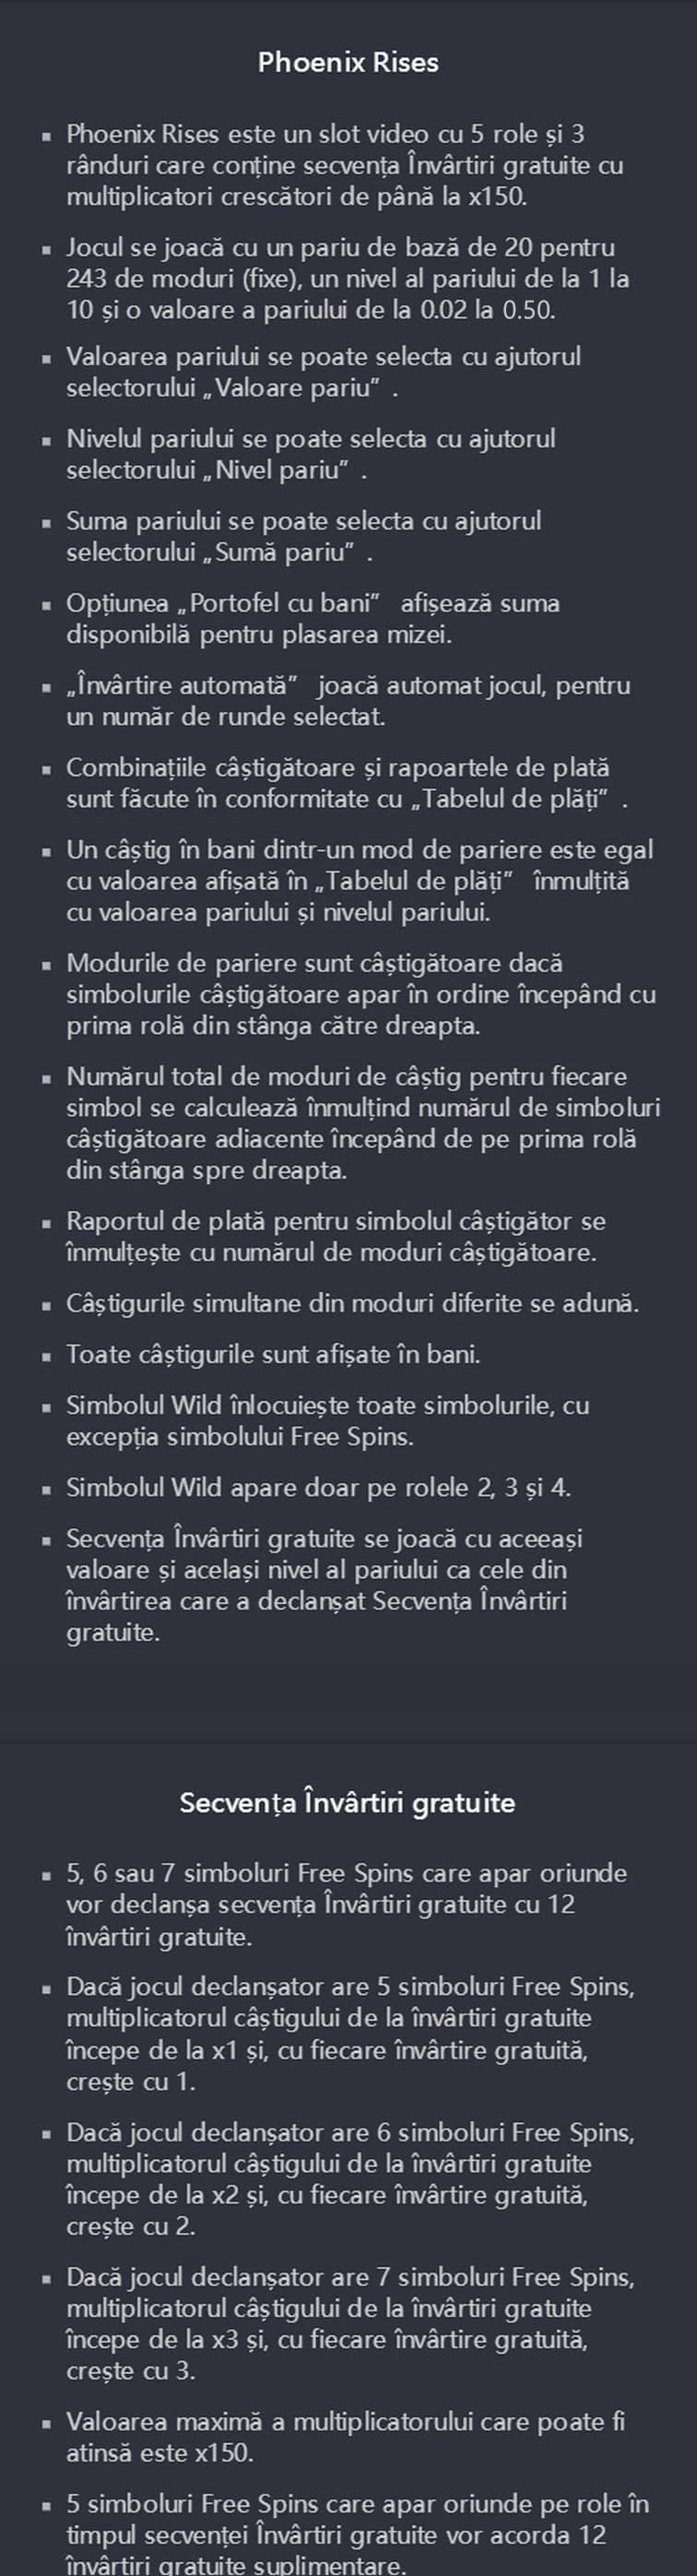 Phoenix Rises
▪ Phoenix Rises este un slot video cu 5 role și 3
rânduri care conține secvența Învârtiri gratuite cu
multiplicatori crescători de până la x150.
▪ Jocul se joacă cu un pariu de bază de 20 pentru
243 de moduri (fixe), un nivel al pariului de la 1 la
10 și o valoare a pariului de la 0.02 la 0.50.
▪ Valoarea pariului se poate selecta cu ajutorul
selectorului „Valoare pariu” .
▪ Nivelul pariului se poate selecta cu ajutorul
selectorului „Nivel pariu” .
▪ Suma pariului se poate selecta cu ajutorul
selectorului „Sumă pariu” .
▪ Opțiunea „Portofel cu bani” afișează suma
disponibilă pentru plasarea mizei.
▪ „Învârtire automată” joacă automat jocul, pentru
un număr de runde selectat.
▪ Combinațiile câștigătoare și rapoartele de plată
sunt făcute în conformitate cu „Tabelul de plăți” .
▪ Un câștig în bani dintr-un mod de pariere este egal
cu valoarea afișată în „Tabelul de plăți” înmulțită
cu valoarea pariului și nivelul pariului.
▪ Modurile de pariere sunt câștigătoare dacă
simbolurile câștigătoare apar în ordine începând cu
prima rolă din stânga către dreapta.
▪ Numărul total de moduri de câștig pentru fiecare
simbol se calculează înmulțind numărul de simboluri
câștigătoare adiacente începând de pe prima rolă
din stânga spre dreapta.
▪ Raportul de plată pentru simbolul câștigător se
înmulțește cu numărul de moduri câștigătoare.
▪ Câștigurile simultane din moduri diferite se adună.
▪ Toate câștigurile sunt afișate în bani.
▪ Simbolul Wild înlocuiește toate simbolurile, cu
excepția simbolului Free Spins.
▪ Simbolul Wild apare doar pe rolele 2, 3 și 4.
▪ Secvența Învârtiri gratuite se joacă cu aceeași
valoare și același nivel al pariului ca cele din
învârtirea care a declanșat Secvența Învârtiri
gratuite.
Secvența Învârtiri gratuite
▪ 5, 6 sau 7 simboluri Free Spins care apar oriunde
vor declanșa secvența Învârtiri gratuite cu 12
învârtiri gratuite.
▪ Dacă jocul declanșator are 5 simboluri Free Spins,
multiplicatorul câștigului de la învârtiri gratuite
începe de la x1 și, cu fiecare învârtire gratuită,
crește cu 1.
▪ Dacă jocul declanșator are 6 simboluri Free Spins,
multiplicatorul câștigului de la învârtiri gratuite
începe de la x2 și, cu fiecare învârtire gratuită,
crește cu 2.
▪ Dacă jocul declanșator are 7 simboluri Free Spins,
multiplicatorul câștigului de la învârtiri gratuite
începe de la x3 și, cu fiecare învârtire gratuită,
crește cu 3.
▪ Valoarea maximă a multiplicatorului care poate fi
atinsă este x150.
▪ 5 simboluri Free Spins care apar oriunde pe role în
timpul secvenței Învârtiri gratuite vor acorda 12
învârtiri gratuite suplimentare.